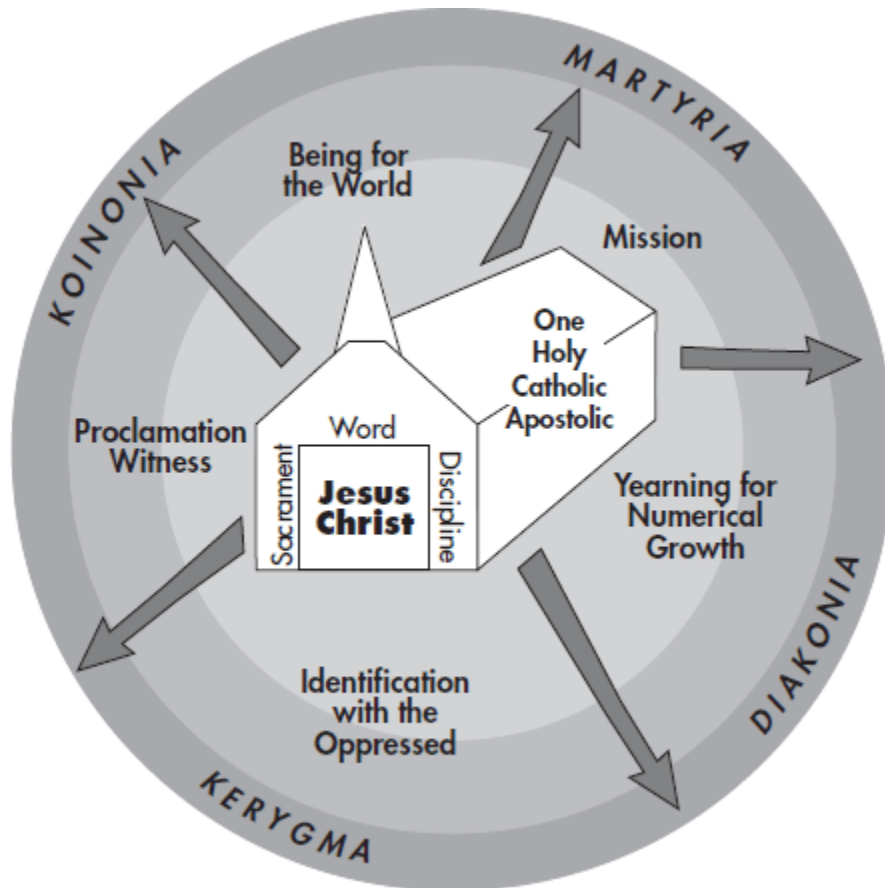 MARTYRIA
KOINONIA
Being for
the World
Mission
One
Holy
Catholic
Apostolic
Proclamation
Witness
Word
Sacrament
Jesus
Christ
Discipline
Yearning for
Numerical
Growth
DIAKONIA
Identification
with the
Oppressed
KERYGMA